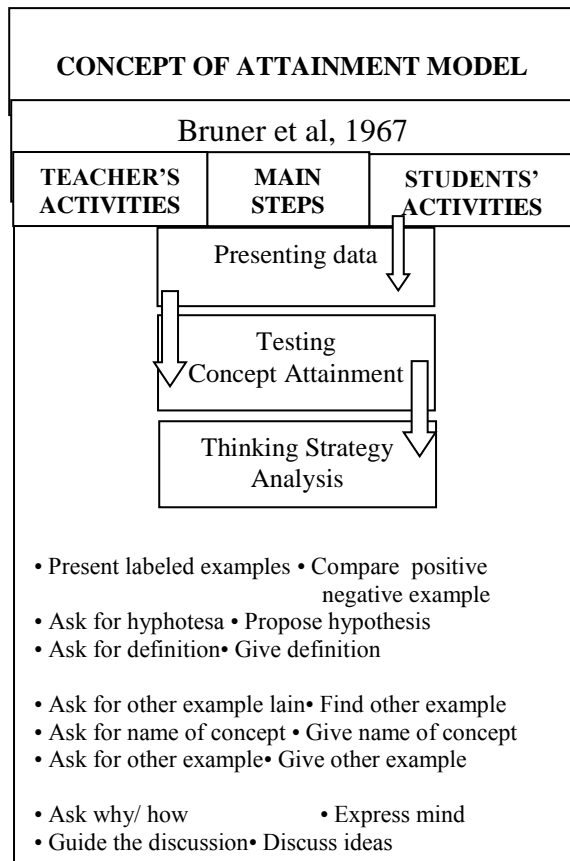 CONCEPT OF ATTAINMENT MODEL
Bruner et al, 1967
TEACHER'S ACTIVITIES
MAIN STEPS
STUDENTS' ACTIVITIES
Presenting data
Testing
Concept Attainment
Thinking Strategy
Analysis
• Present labeled examples • Compare positive
negative example
• Ask for hyphotesa • Propose hypothesis
• Ask for definition• Give definition
• Ask for other example lain• Find other example
• Ask for name of concept • Give name of concept
• Ask for other example• Give other example
• Ask why/ how • Express mind
• Guide the discussion• Discuss ideas